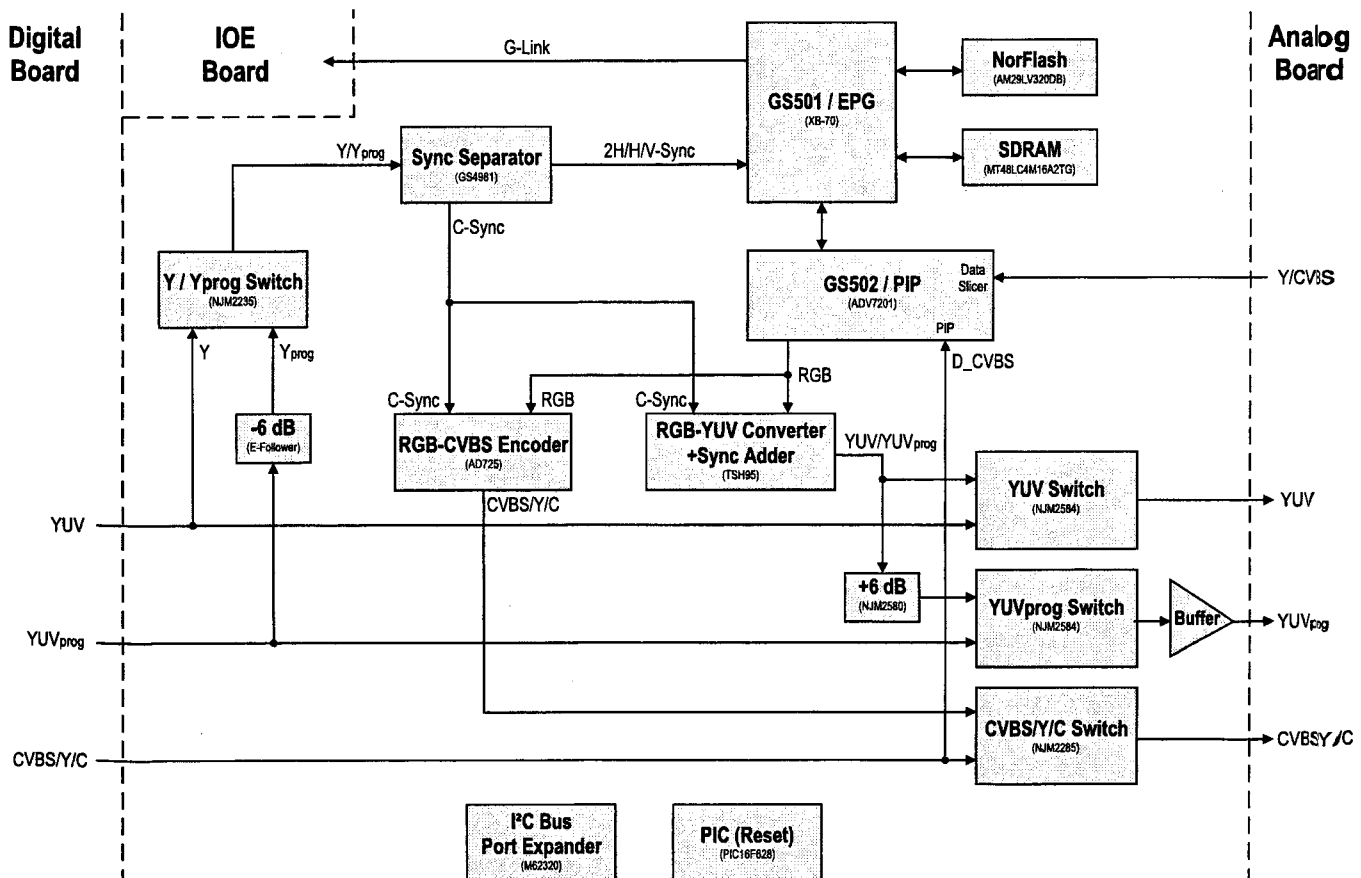 Digital
Board
IOE
Board
Analog
Board
G-Link
GS501 / EPG
(XB-70)
NorFlash
(AM29LV320DB)
SDRAM
(MT48LC4M16A2TG)
Y/Yprog
Sync Separator
(GS4981)
2H/H/V-Sync
C-Sync
Y / Yprog Switch
(NJM2235)
GS502 / PIP
(ADV7201)
Data
Slicer
PIP
Y/CVBS
Y
Yprog
D_CVBS
RGB
C-Sync
RGB
C-Sync
-6 dB
(E-Follower)
RGB-CVBS Encoder
(AD725)
RGB-YUV Converter
+Sync Adder
(TSH95)
YUV/YUVprog
CVBS/Y/C
YUV Switch
(NJM2584)
YUV
YUV
+6 dB
(NJM2580)
YUVprog Switch
(NJM2584)
Buffer
YUVprog
YUVprog
CVBS/Y/C Switch
(NJM2285)
CVBS/Y/C
CVBS/Y/C
I²C Bus
Port Expander
(M62320)
PIC (Reset)
(PIC16F628)